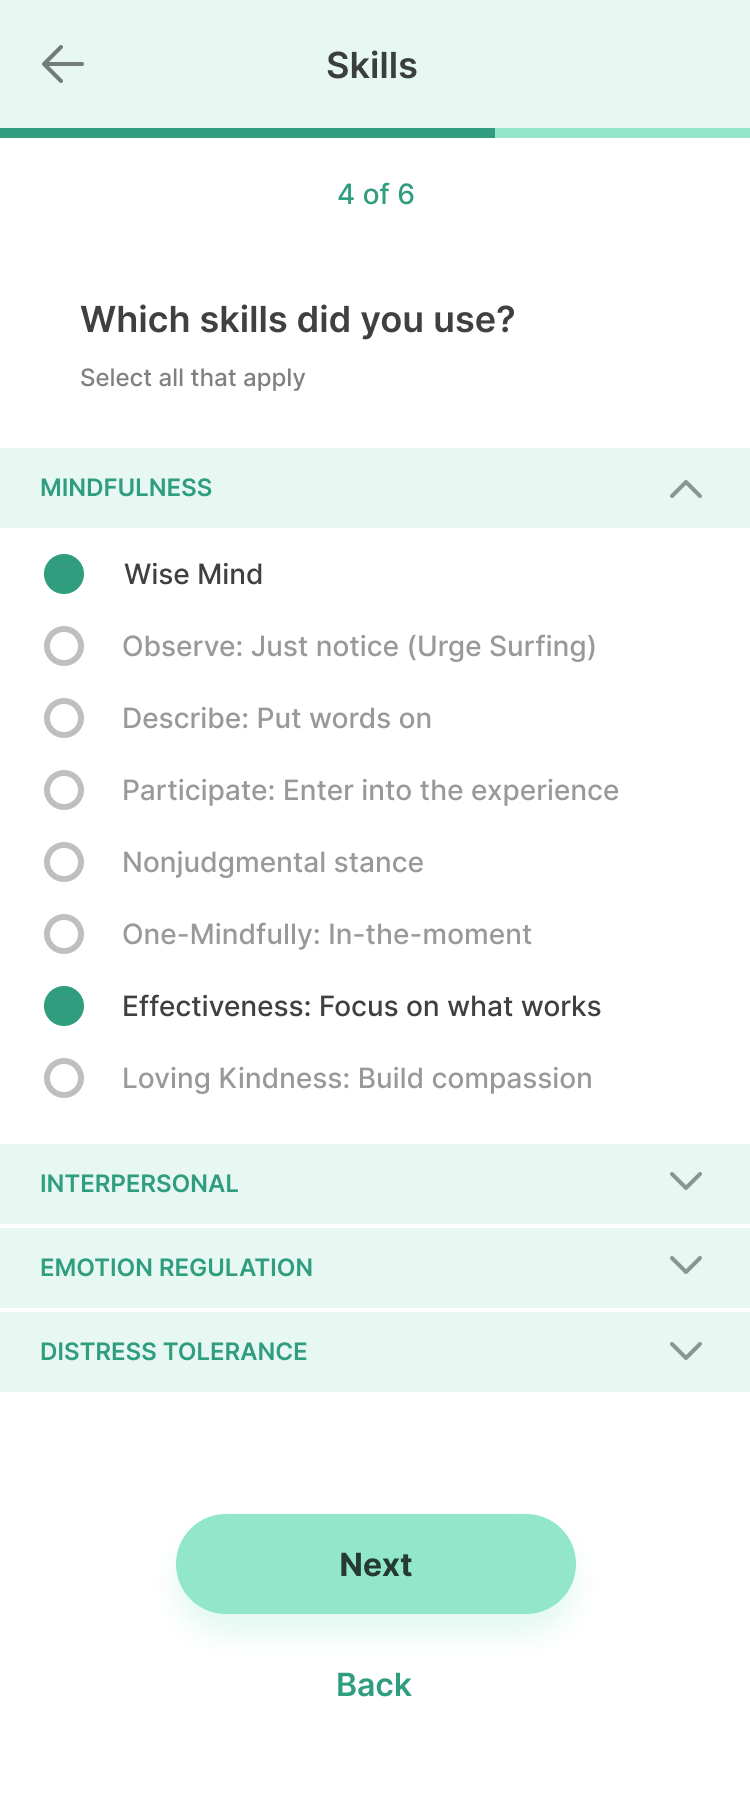 Skills
4 of 6
Which skills did you use?
Select all that apply
MINDFULNESS
Wise Mind
Observe: Just notice (Urge Surfing)
Describe: Put words on
Participate: Enter into the experience
Nonjudgmental stance
One-Mindfully: In-the-moment
Effectiveness: Focus on what works
Loving Kindness: Build compassion
INTERPERSONAL
EMOTION REGULATION
DISTRESS TOLERANCE
Next
Back